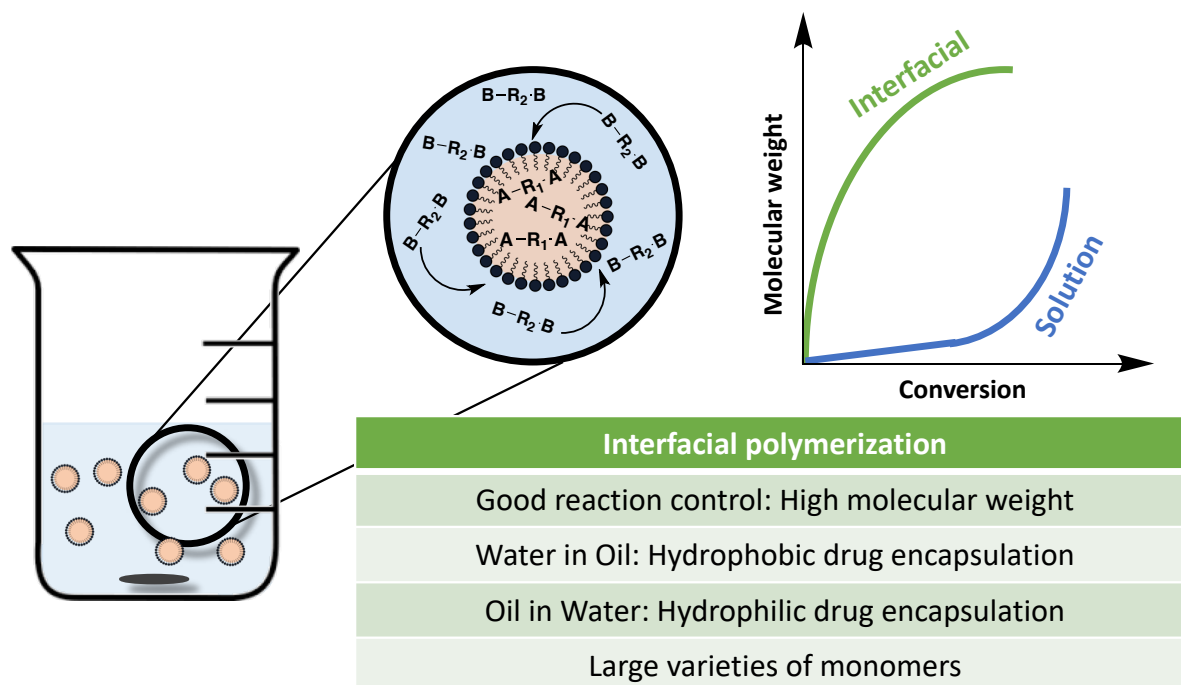 B–R2·B
B–R2·B
B–R2·B
B–R2·B
B–R2·B
B–R2·B
A–R1·A
A–R1·A
A–R1·A
Molecular weight
Interfacial
Solution
Conversion
Interfacial polymerization
Good reaction control: High molecular weight
Water in Oil: Hydrophobic drug encapsulation
Oil in Water: Hydrophilic drug encapsulation
Large varieties of monomers